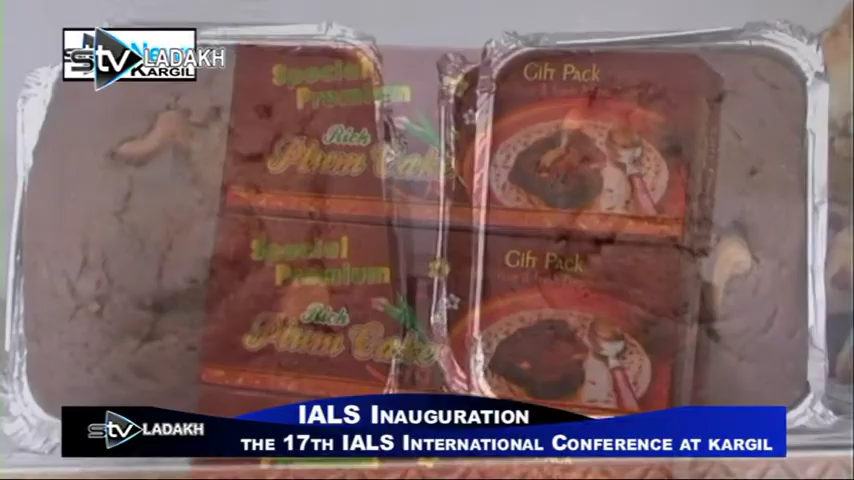 News
STV LADAKH
KARGIL
Special
Premium
Rich
Plum Cake
Gift Pack
Special
Premium
Rich
Plum Cake
Gift Pack
STV LADAKH
IALS INAUGURATION
THE 17TH IALS INTERNATIONAL CONFERENCE AT KARGIL